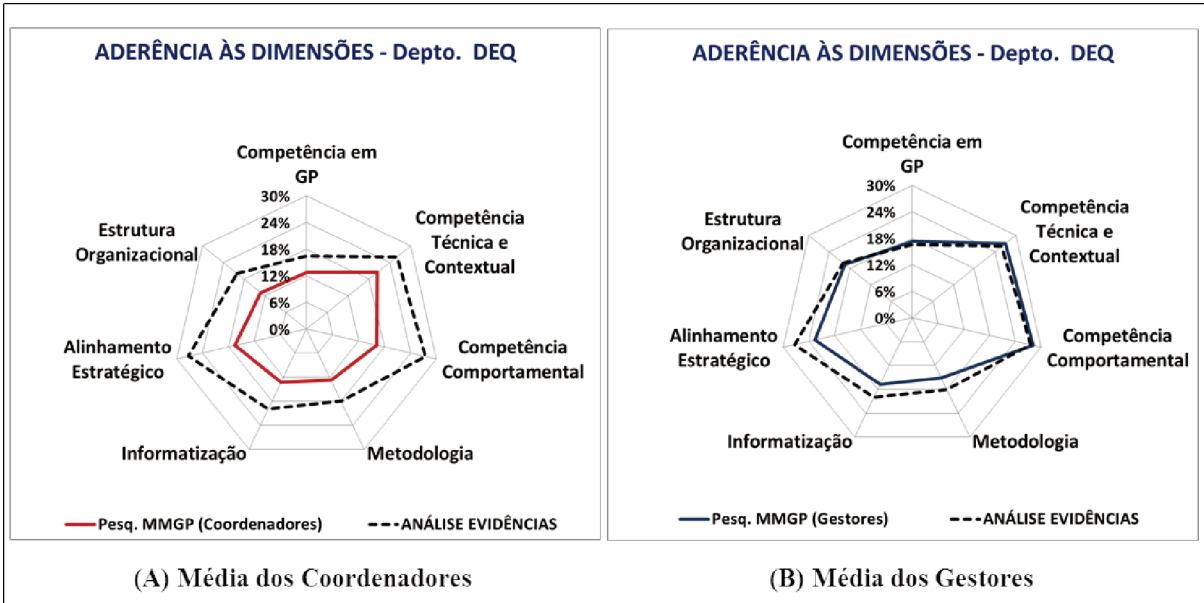 ADERÊNCIA ÀS DIMENSÕES - Depto. DEQ
Competência em
GP
30%
24%
18%
12%
6%
0%
Competência
Técnica e
Contextual
Competência
Comportamental
Metodologia
Informatização
Alinhamento
Estratégico
Estrutura
Organizacional
Pesq. MMGP (Coordenadores)
ANÁLISE EVIDÊNCIAS
(A) Média dos Coordenadores
ADERÊNCIA ÀS DIMENSÕES - Depto. DEQ
Competência em
GP
30%
24%
18%
12%
6%
0%
Competência
Técnica e
Contextual
Competência
Comportamental
Metodologia
Informatização
Alinhamento
Estratégico
Estrutura
Organizacional
Pesq. MMGP (Gestores)
ANÁLISE EVIDÊNCIAS
(B) Média dos Gestores